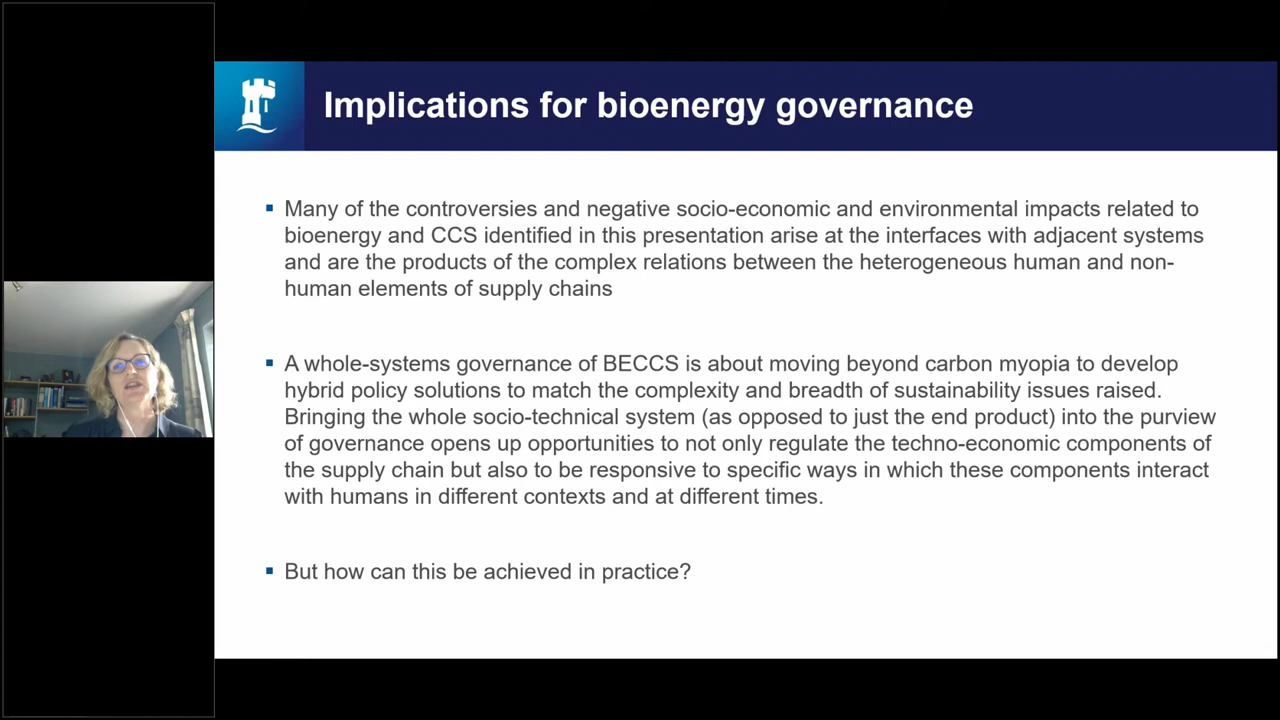 Implications for bioenergy governance
Many of the controversies and negative socio-economic and environmental impacts related to
bioenergy and CCS identified in this presentation arise at the interfaces with adjacent systems
and are the products of the complex relations between the heterogeneous human and non-
human elements of supply chains
A whole-systems governance of BECCS is about moving beyond carbon myopia to develop
hybrid policy solutions to match the complexity and breadth of sustainability issues raised.
Bringing the whole socio-technical system (as opposed to just the end product) into the purview
of governance opens up opportunities to not only regulate the techno-economic components of
the supply chain but also to be responsive to specific ways in which these components interact
with humans in different contexts and at different times.
But how can this be achieved in practice?